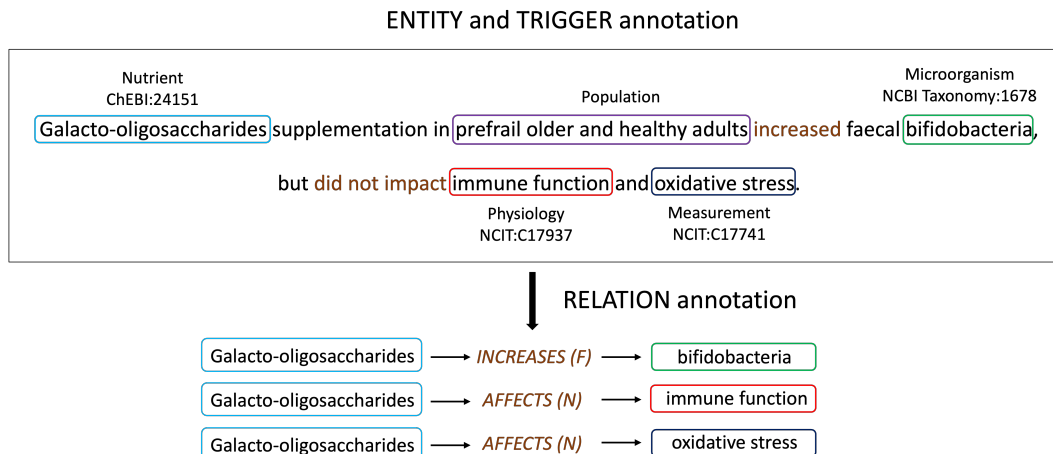 ENTITY and TRIGGER annotation
Nutrient
ChEBI:24151
Population
Microorganism
NCBI Taxonomy:1678
Galacto-oligosaccharides supplementation in prefrail older and healthy adults increased faecal bifidobacteria,
but did not impact immune function and oxidative stress.
Physiology
NCIT:C17937
Measurement
NCIT:C17741
RELATION annotation
Galacto-oligosaccharides INCREASES (F) bifidobacteria
Galacto-oligosaccharides AFFECTS (N) immune function
Galacto-oligosaccharides AFFECTS (N) oxidative stress